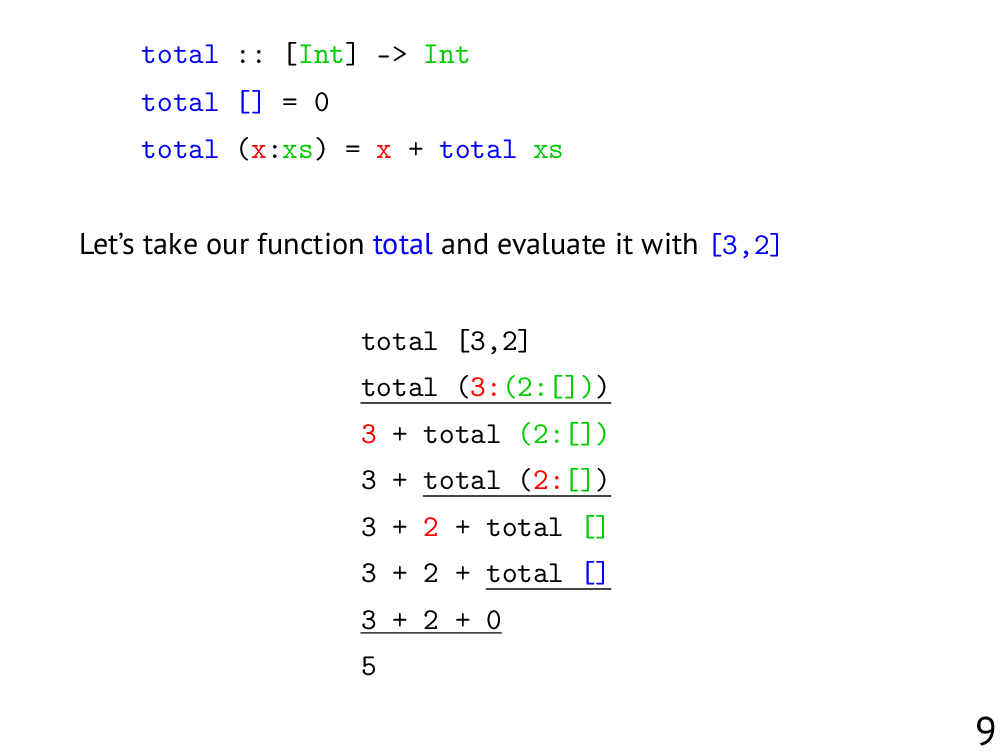 total :: [Int] -> Int
total [] = 0
total (x:xs) = x + total xs
Let's take our function total and evaluate it with [3,2]
total [3,2]
total (3:(2:[]))
3 + total (2:[])
3 + total (2:[])
3 + 2 + total []
3 + 2 + total []
3 + 2 + 0
5
9